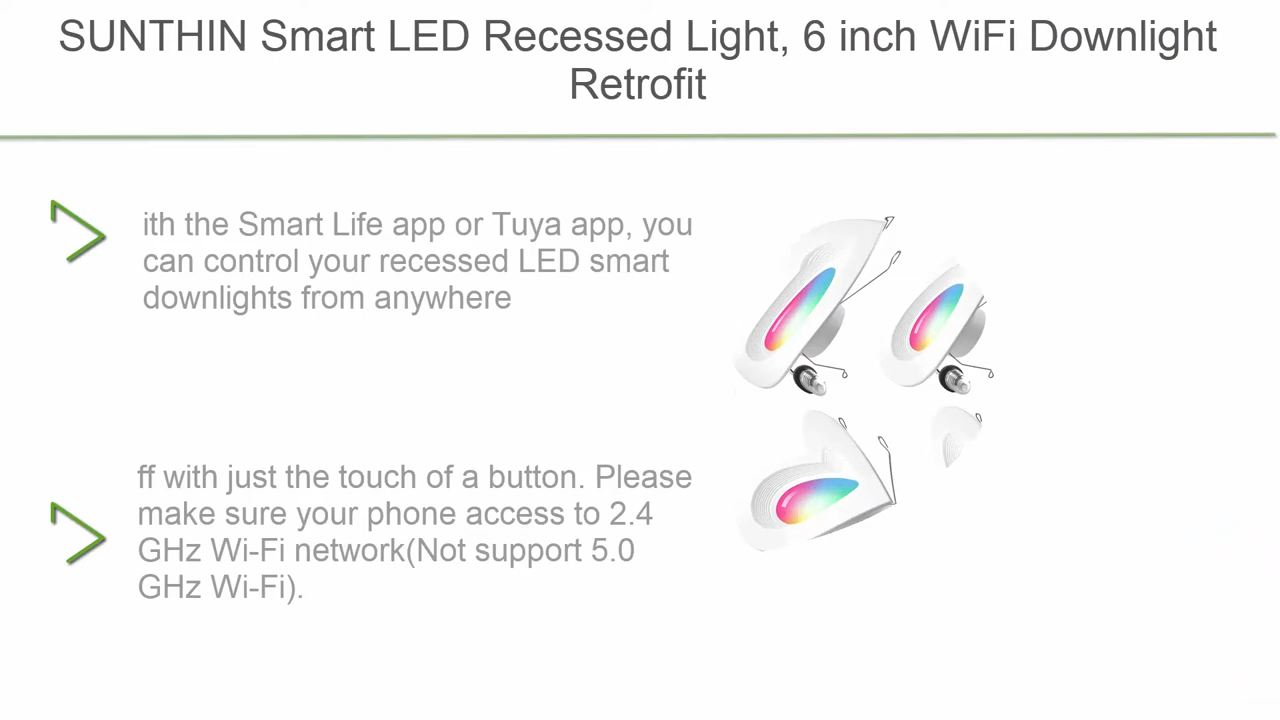 SUNTHIN Smart LED Recessed Light, 6 inch WiFi Downlight
Retrofit
ith the Smart Life app or Tuya app, you
can control your recessed LED smart
downlights from anywhere
ff with just the touch of a button. Please
make sure your phone access to 2.4
GHz Wi-Fi network(Not support 5.0
GHz Wi-Fi).